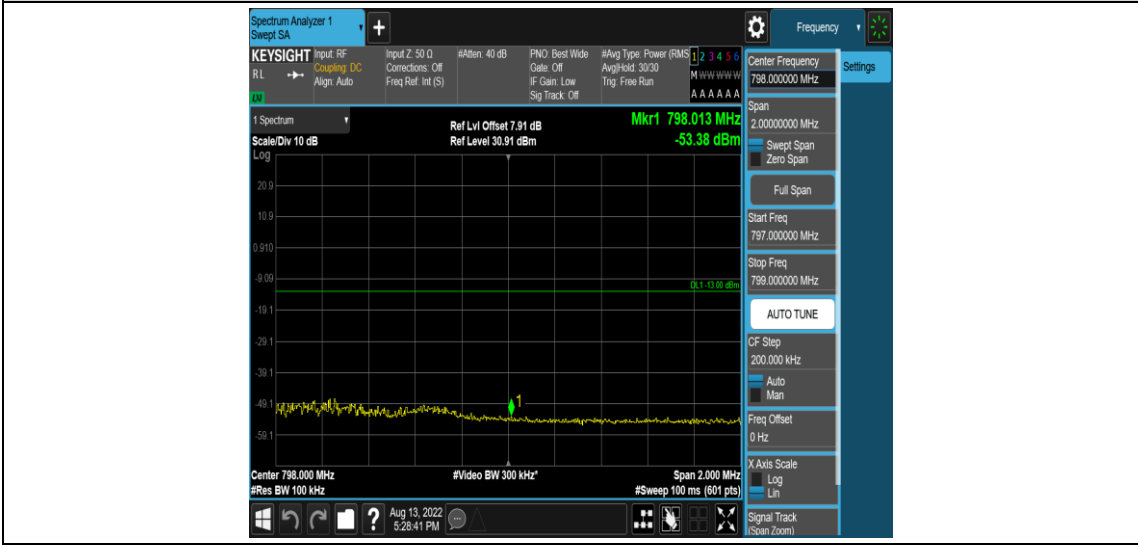 Spectrum Analyzer 1
Swept SA
+
Frequency
KEYSIGHT
RL
LM
Input: RF
Coupling: DC
Align: Auto
Input Z: 50 Ω
Corrections: Off
Freq Ref: Int (S)
#Atten: 40 dB
PNO: Best Wide
Gate: Off
IF Gain: Low
Sig Track: Off
#Avg Type: Power (RMS
Avg|Hold: 30/30
Trig: Free Run
1 2 3 4 5 6
M W W W W W
A A A A A A
1 Spectrum
Scale/Div 10 dB
Log
Ref Lvl Offset 7.91 dB
Ref Level 30.91 dBm
Mkr1 798.013 MHz
-53.38 dBm
20.9
10.9
0.910
-9.09
DL1 -13.00 dBm
-19.1
-29.1
-39.1
-49.1
1
-59.1
Center 798.000 MHz
#Video BW 300 kHz*
Span 2.000 MHz
#Res BW 100 kHz
#Sweep 100 ms (601 pts)
?
Aug 13, 2022
5:28:41 PM
Center Frequency
798.000000 MHz
Settings
Span
2.00000000 MHz
Swept Span
Zero Span
Full Span
Start Freq
797.000000 MHz
Stop Freq
799.000000 MHz
AUTO TUNE
CF Step
200.000 kHz
Auto
Man
Freq Offset
0 Hz
X Axis Scale
Log
Lin
Signal Track
(Span Zoom)